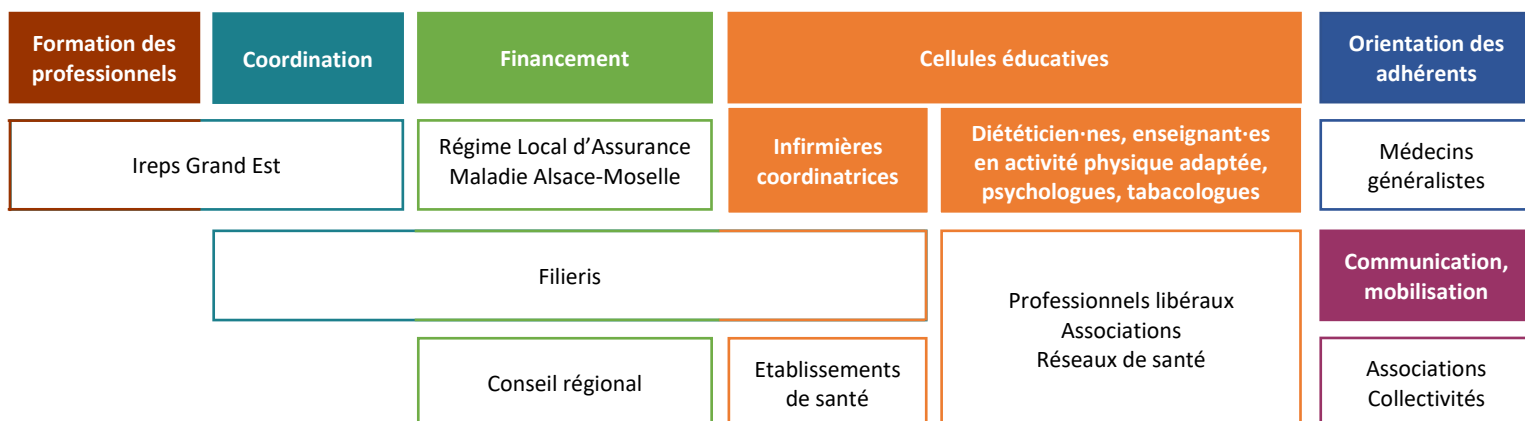 Formation des
professionnels
Coordination
Financement
Cellules éducatives
Orientation des
adhérents
Ireps Grand Est
Régime Local d'Assurance
Maladie Alsace-Moselle
Infirmières
coordinatrices
Diététicien·nes, enseignant·es
en activité physique adaptée,
psychologues, tabacologues
Médecins
généralistes
Filieris
Professionnels libéraux
Associations
Réseaux de santé
Communication,
mobilisation
Conseil régional
Etablissements
de santé
Associations
Collectivités